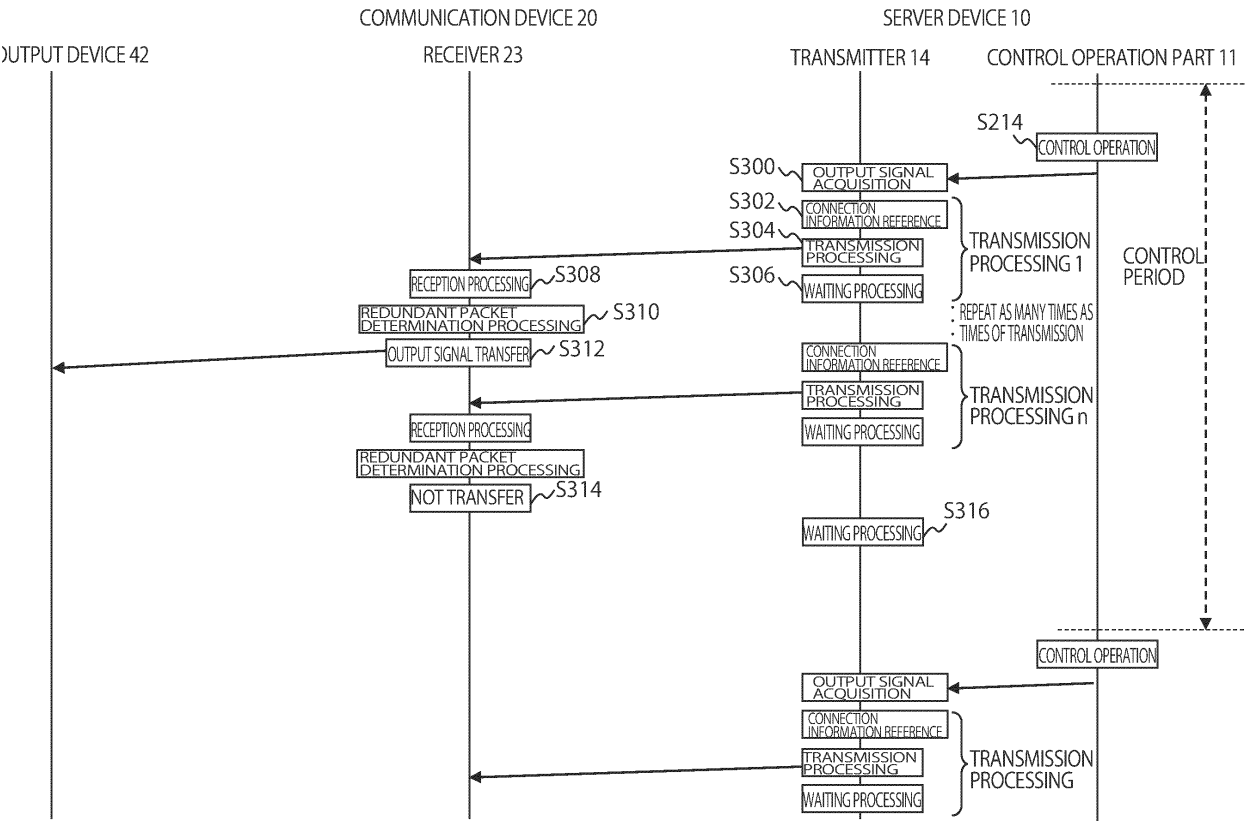 COMMUNICATION DEVICE 20
SERVER DEVICE 10
OUTPUT DEVICE 42
RECEIVER 23
TRANSMITTER 14
CONTROL OPERATION PART 11
S214
CONTROL OPERATION
S300
OUTPUT SIGNAL
ACQUISITION
S302
CONNECTION
INFORMATION REFERENCE
S304
TRANSMISSION
PROCESSING
TRANSMISSION
PROCESSING 1
CONTROL
PERIOD
S306
WAITING PROCESSING
S308
RECEPTION PROCESSING
S310
REDUNDANT PACKET
DETERMINATION PROCESSING
REPEAT AS MANY TIMES AS
TIMES OF TRANSMISSION
S312
OUTPUT SIGNAL TRANSFER
CONNECTION
INFORMATION REFERENCE
TRANSMISSION
PROCESSING
TRANSMISSION
PROCESSING n
WAITING PROCESSING
RECEPTION PROCESSING
REDUNDANT PACKET
DETERMINATION PROCESSING
S314
NOT TRANSFER
S316
WAITING PROCESSING
CONTROL OPERATION
OUTPUT SIGNAL
ACQUISITION
CONNECTION
INFORMATION REFERENCE
TRANSMISSION
PROCESSING
TRANSMISSION
PROCESSING
WAITING PROCESSING